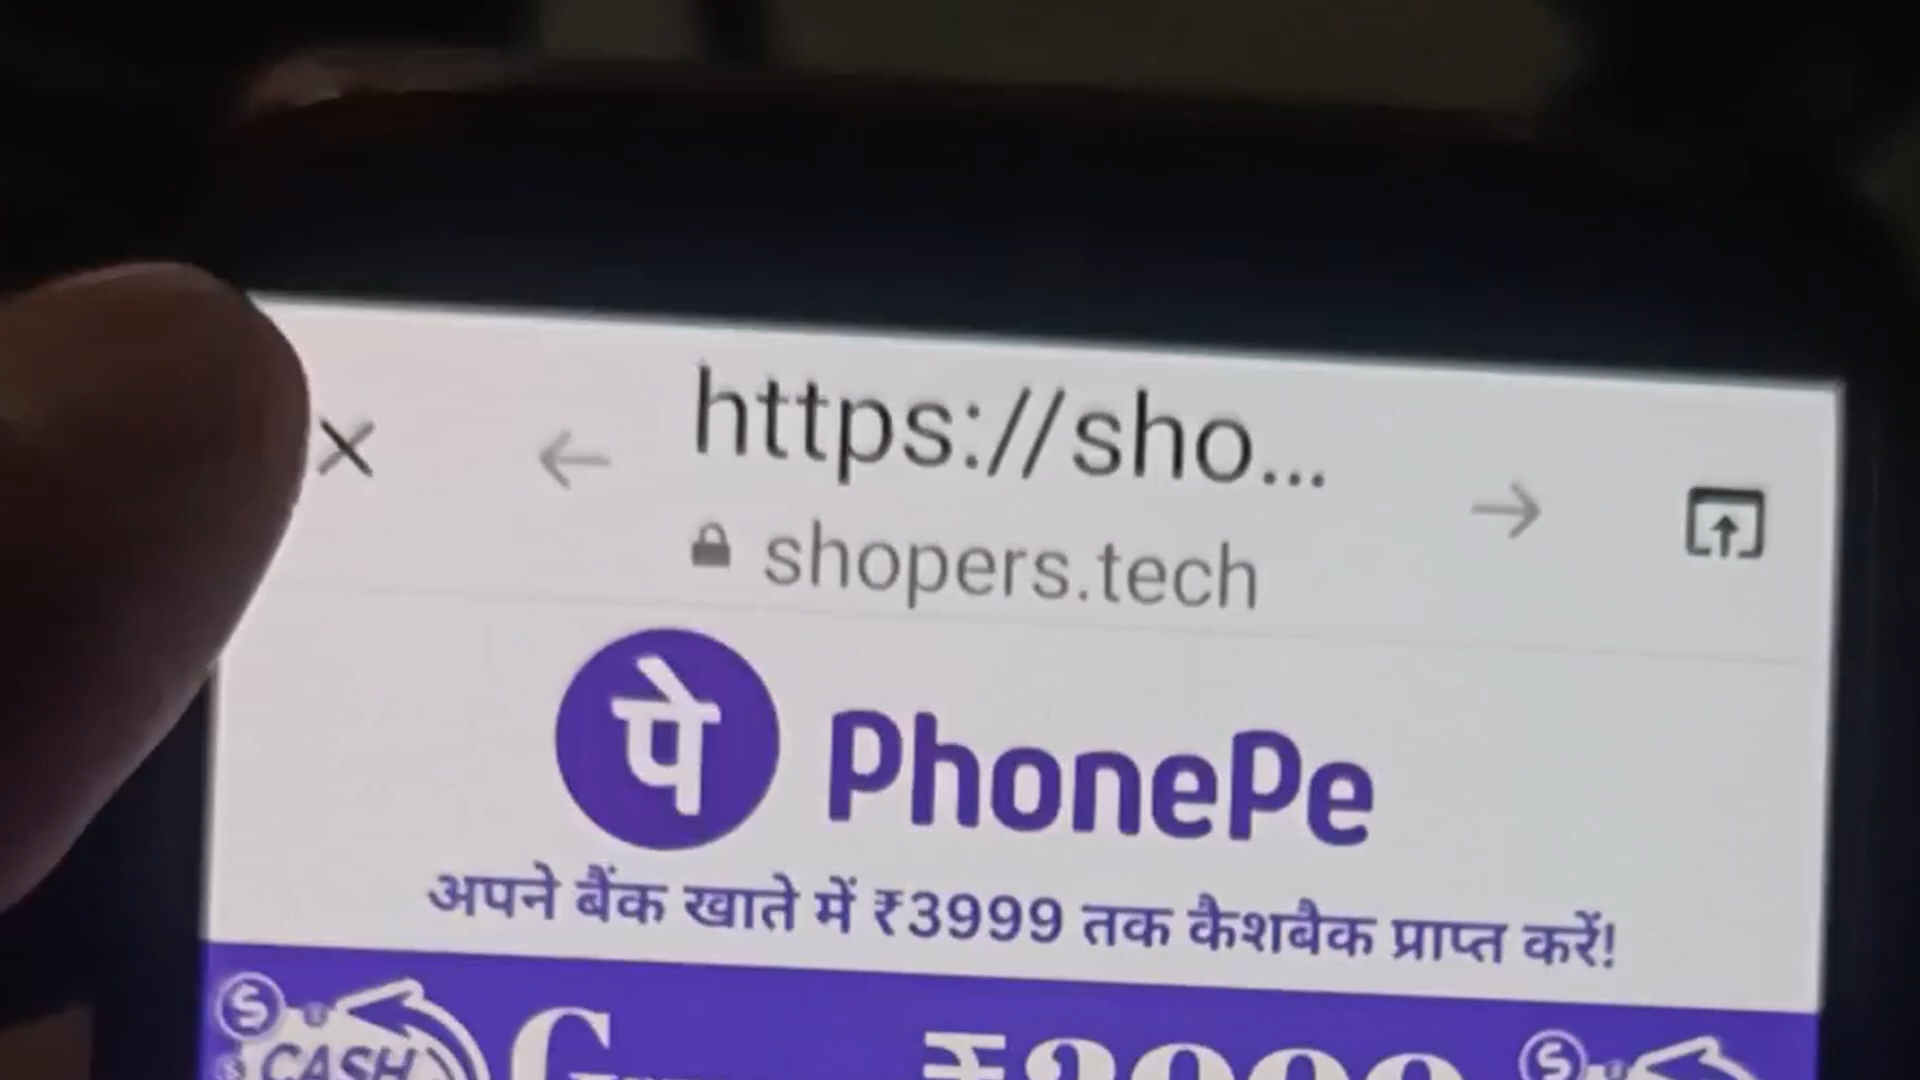 https://sho...
shopers.tech
पे PhonePe
अपने बैंक खाते में ₹3999 तक कैशबैक प्राप्त करें!
CASH